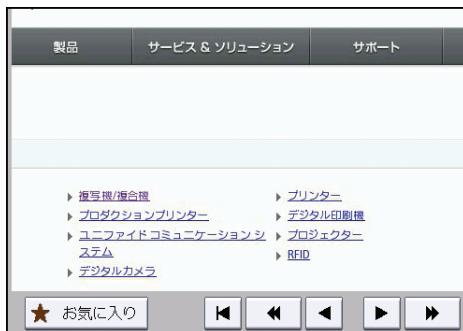 製品 サービス & ソリューション サポート
複写機/複合機
プロダクションプリンター
ユニファイドコミュニケーションシ
ステム
デジタルカメラ
プリンター
デジタル印刷機
プロジェクター
RFID
お気に入り